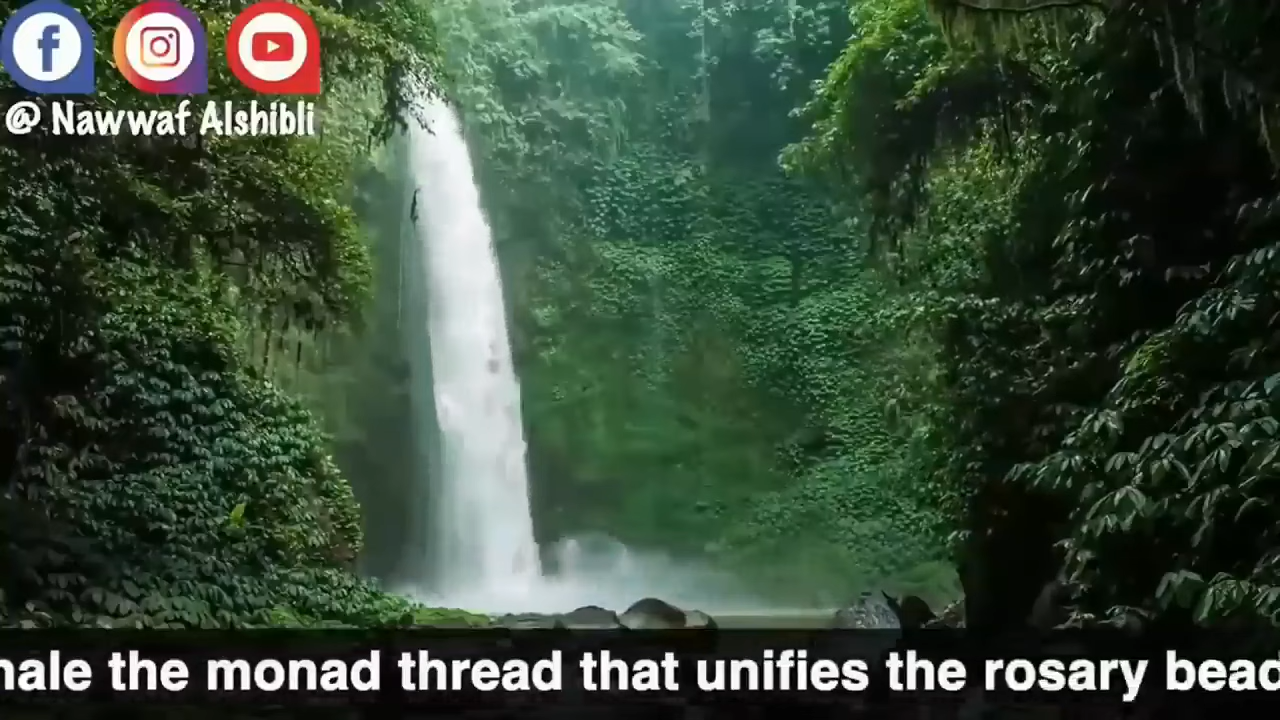 @ Nawwaf Alshibli
the monad thread that unifies the rosary